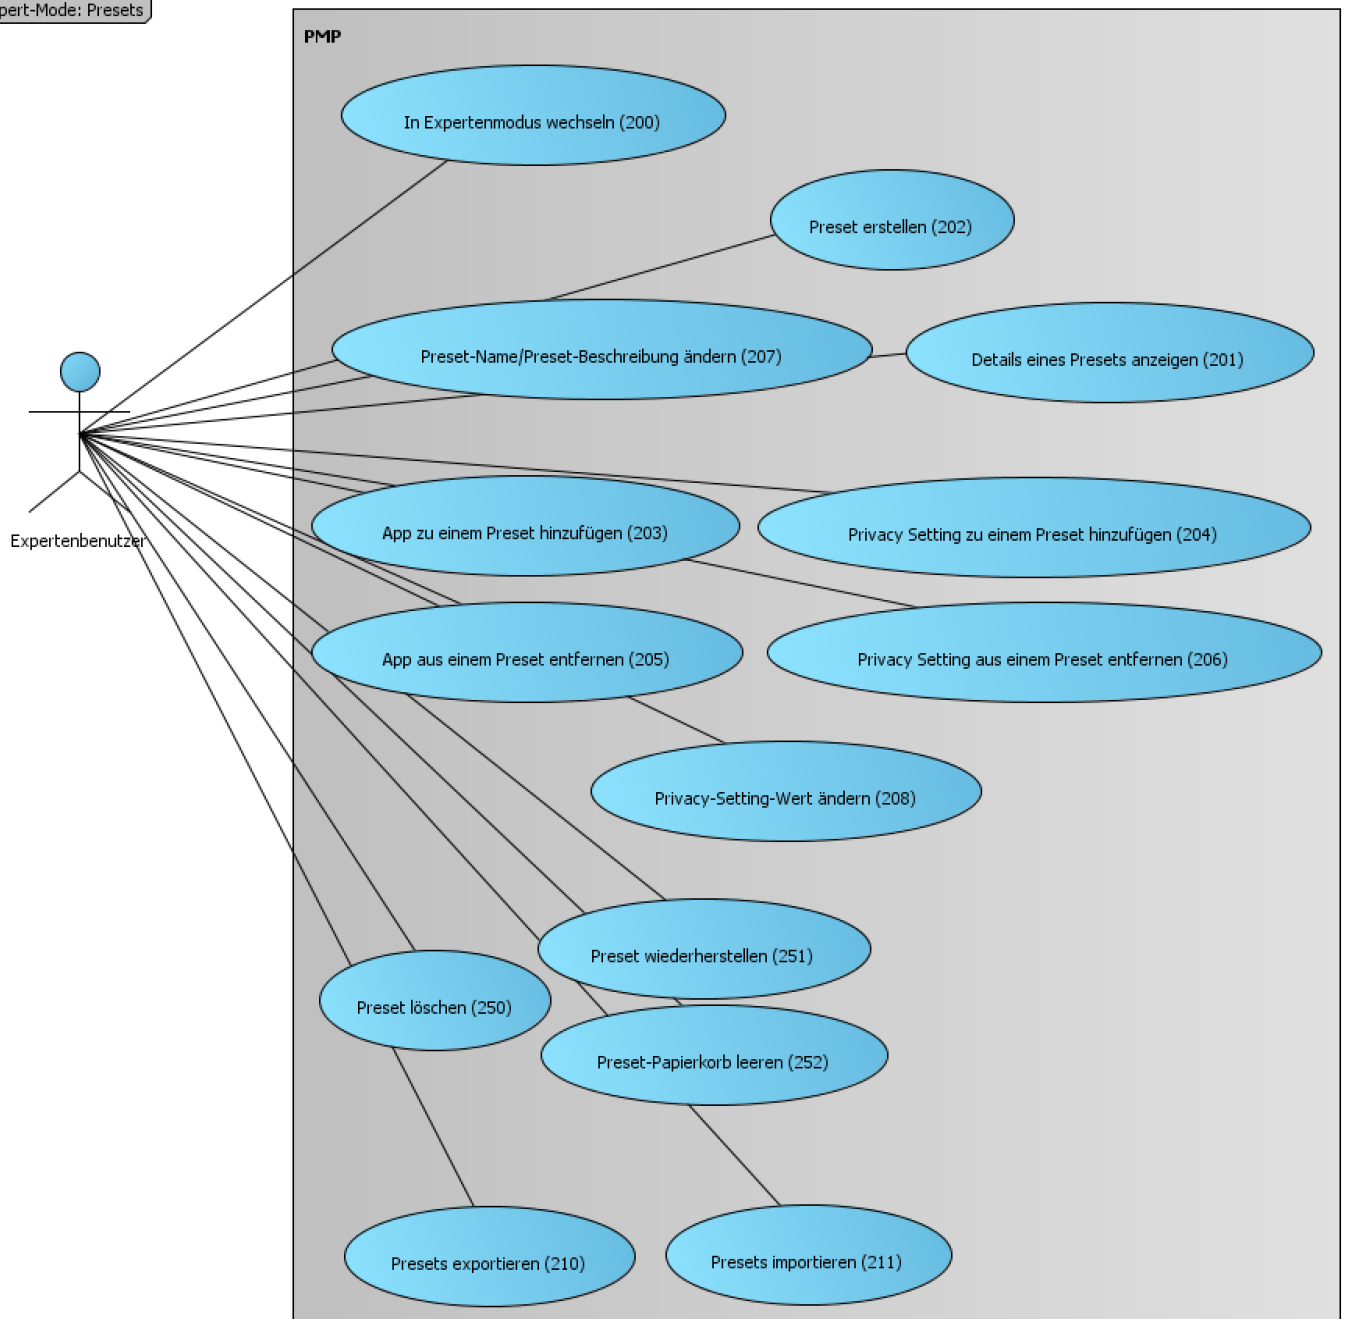 pert-Mode: Presets
PMP
In Expertenmodus wechseln (200)
Preset erstellen (202)
Preset-Name/Preset-Beschreibung ändern (207)
Details eines Presets anzeigen (201)
App zu einem Preset hinzufügen (203)
Privacy Setting zu einem Preset hinzufügen (204)
Expertenbenutzer
App aus einem Preset entfernen (205)
Privacy Setting aus einem Preset entfernen (206)
Privacy-Setting-Wert ändern (208)
Preset wiederherstellen (251)
Preset löschen (250)
Preset-Papierkorb leeren (252)
Presets exportieren (210)
Presets importieren (211)